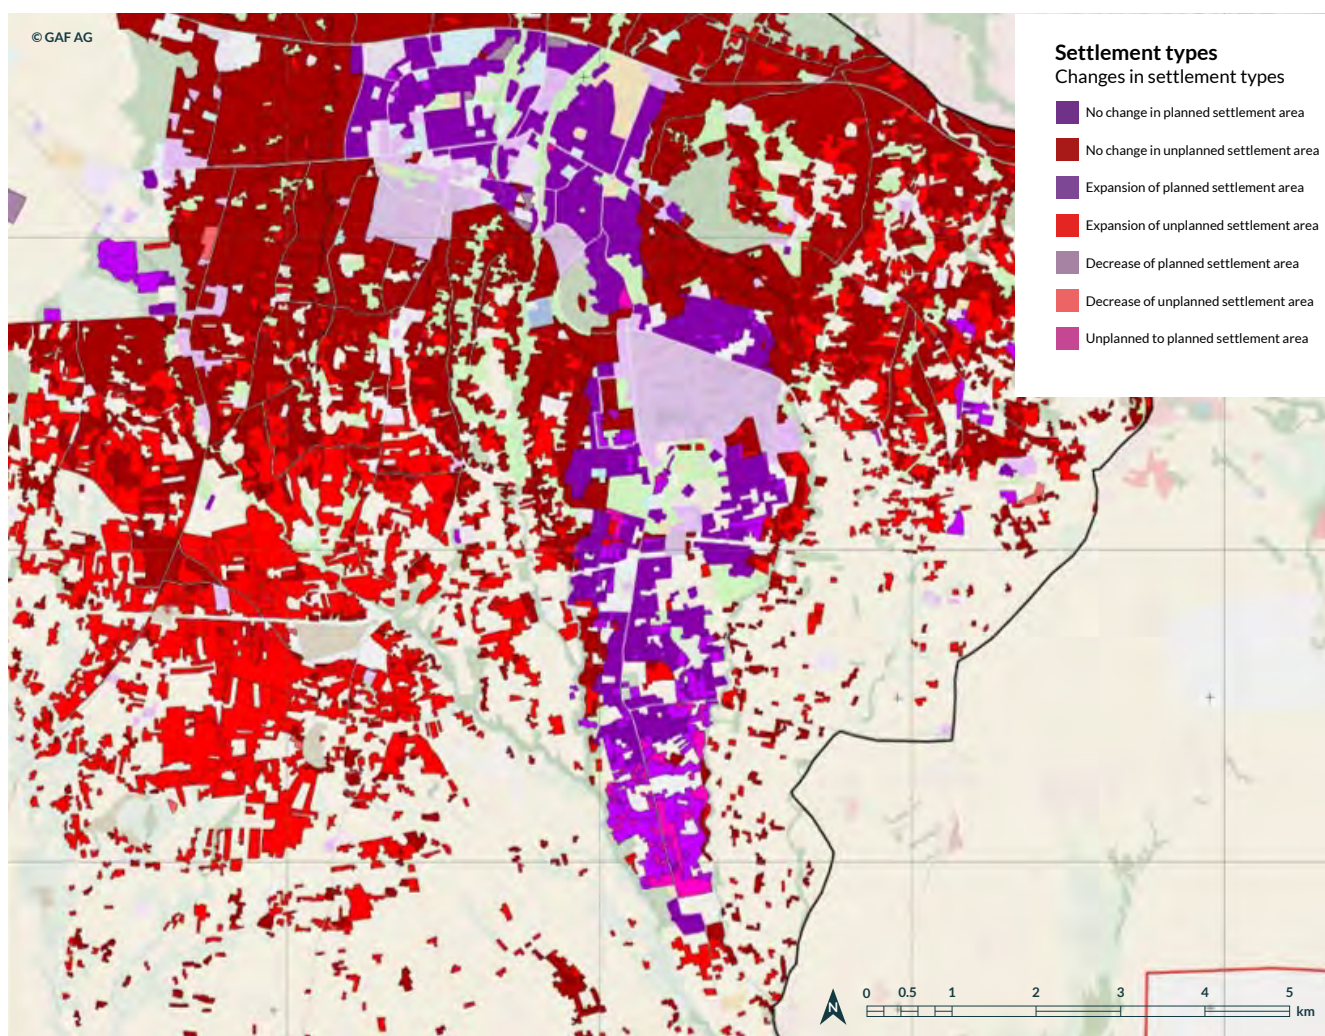 © GAF AG
Settlement types
Changes in settlement types
No change in planned settlement area
No change in unplanned settlement area
Expansion of planned settlement area
Expansion of unplanned settlement area
Decrease of planned settlement area
Decrease of unplanned settlement area
Unplanned to planned settlement area
N
0 0.5 1 2 3 4 5
km